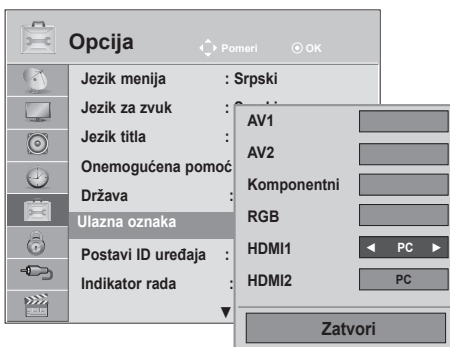 Opcija
Pomeri OK
Jezik menija : Srpski
Jezik za zvuk :
Jezik titla :
Onemogućena pomoć
Država :
Ulazna oznaka
Postavi ID uređaja :
Indikator rada :
AV1
AV2
Komponentni
RGB
HDMI1 ◄ PC ►
HDMI2 PC
Zatvori